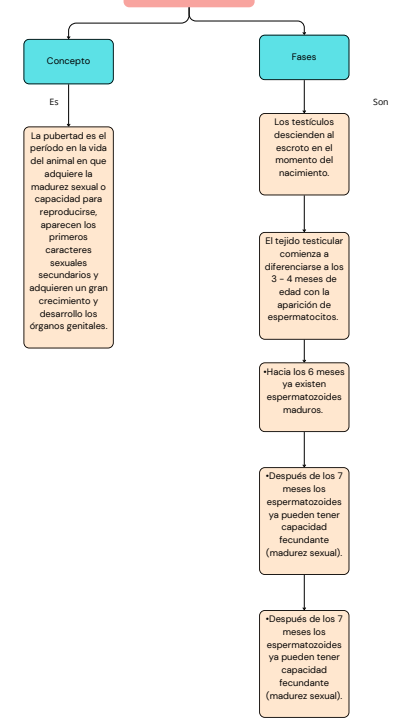 Concepto
Es
La pubertad es el
período en la vida
del animal en que
adquiere la
madurez sexual o
capacidad para
reproducirse,
aparecen los
primeros
caracteres
sexuales
secundarios y
adquieren un gran
crecimiento y
desarrollo los
órganos genitales.
Fases
Son
Los testículos
descienden al
escroto en el
momento del
nacimiento.
El tejido testicular
comienza a
diferenciarse a los
3 - 4 meses de
edad con la
aparición de
espermatocitos.
•Hacia los 6 meses
ya existen
espermatozoides
maduros.
•Después de los 7
meses los
espermatozoides
ya pueden tener
capacidad
fecundante
(madurez sexual).
•Después de los 7
meses los
espermatozoides
ya pueden tener
capacidad
fecundante
(madurez sexual).